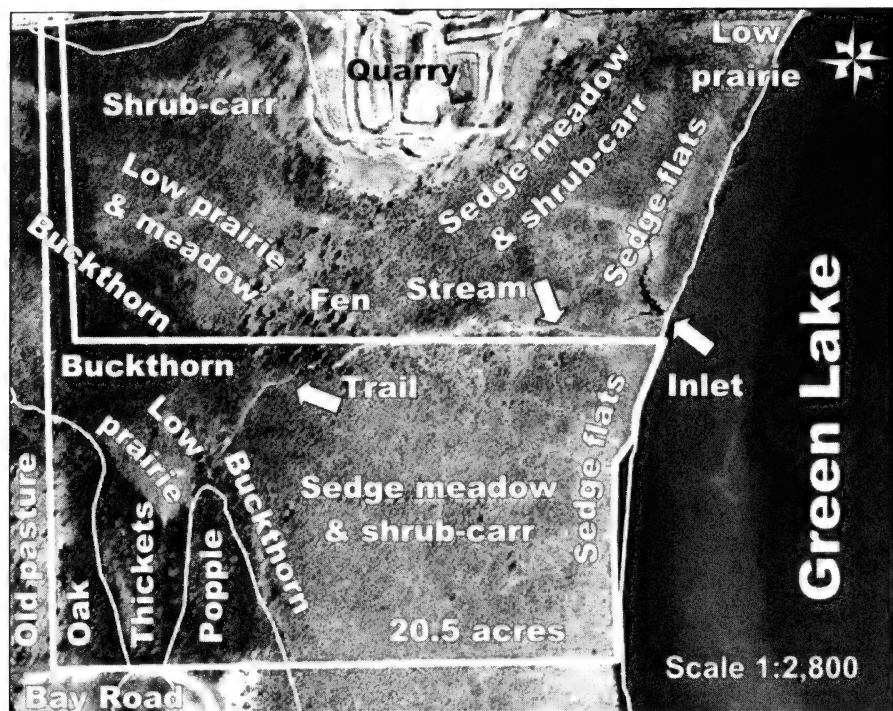 Low
prairie
Quarry
Shrub-carr
Sedge meadow
& shrub-carr
Sedge flats
Low prairie
& meadow
Buckthorn
Fen
Stream
Green Lake
Buckthorn
Trail
Inlet
Low
prairie
Buckthorn
Sedge flats
Sedge meadow
& shrub-carr
Old pasture
Oak
Thickets
Popple
20.5 acres
Scale 1:2,800
Bay Road